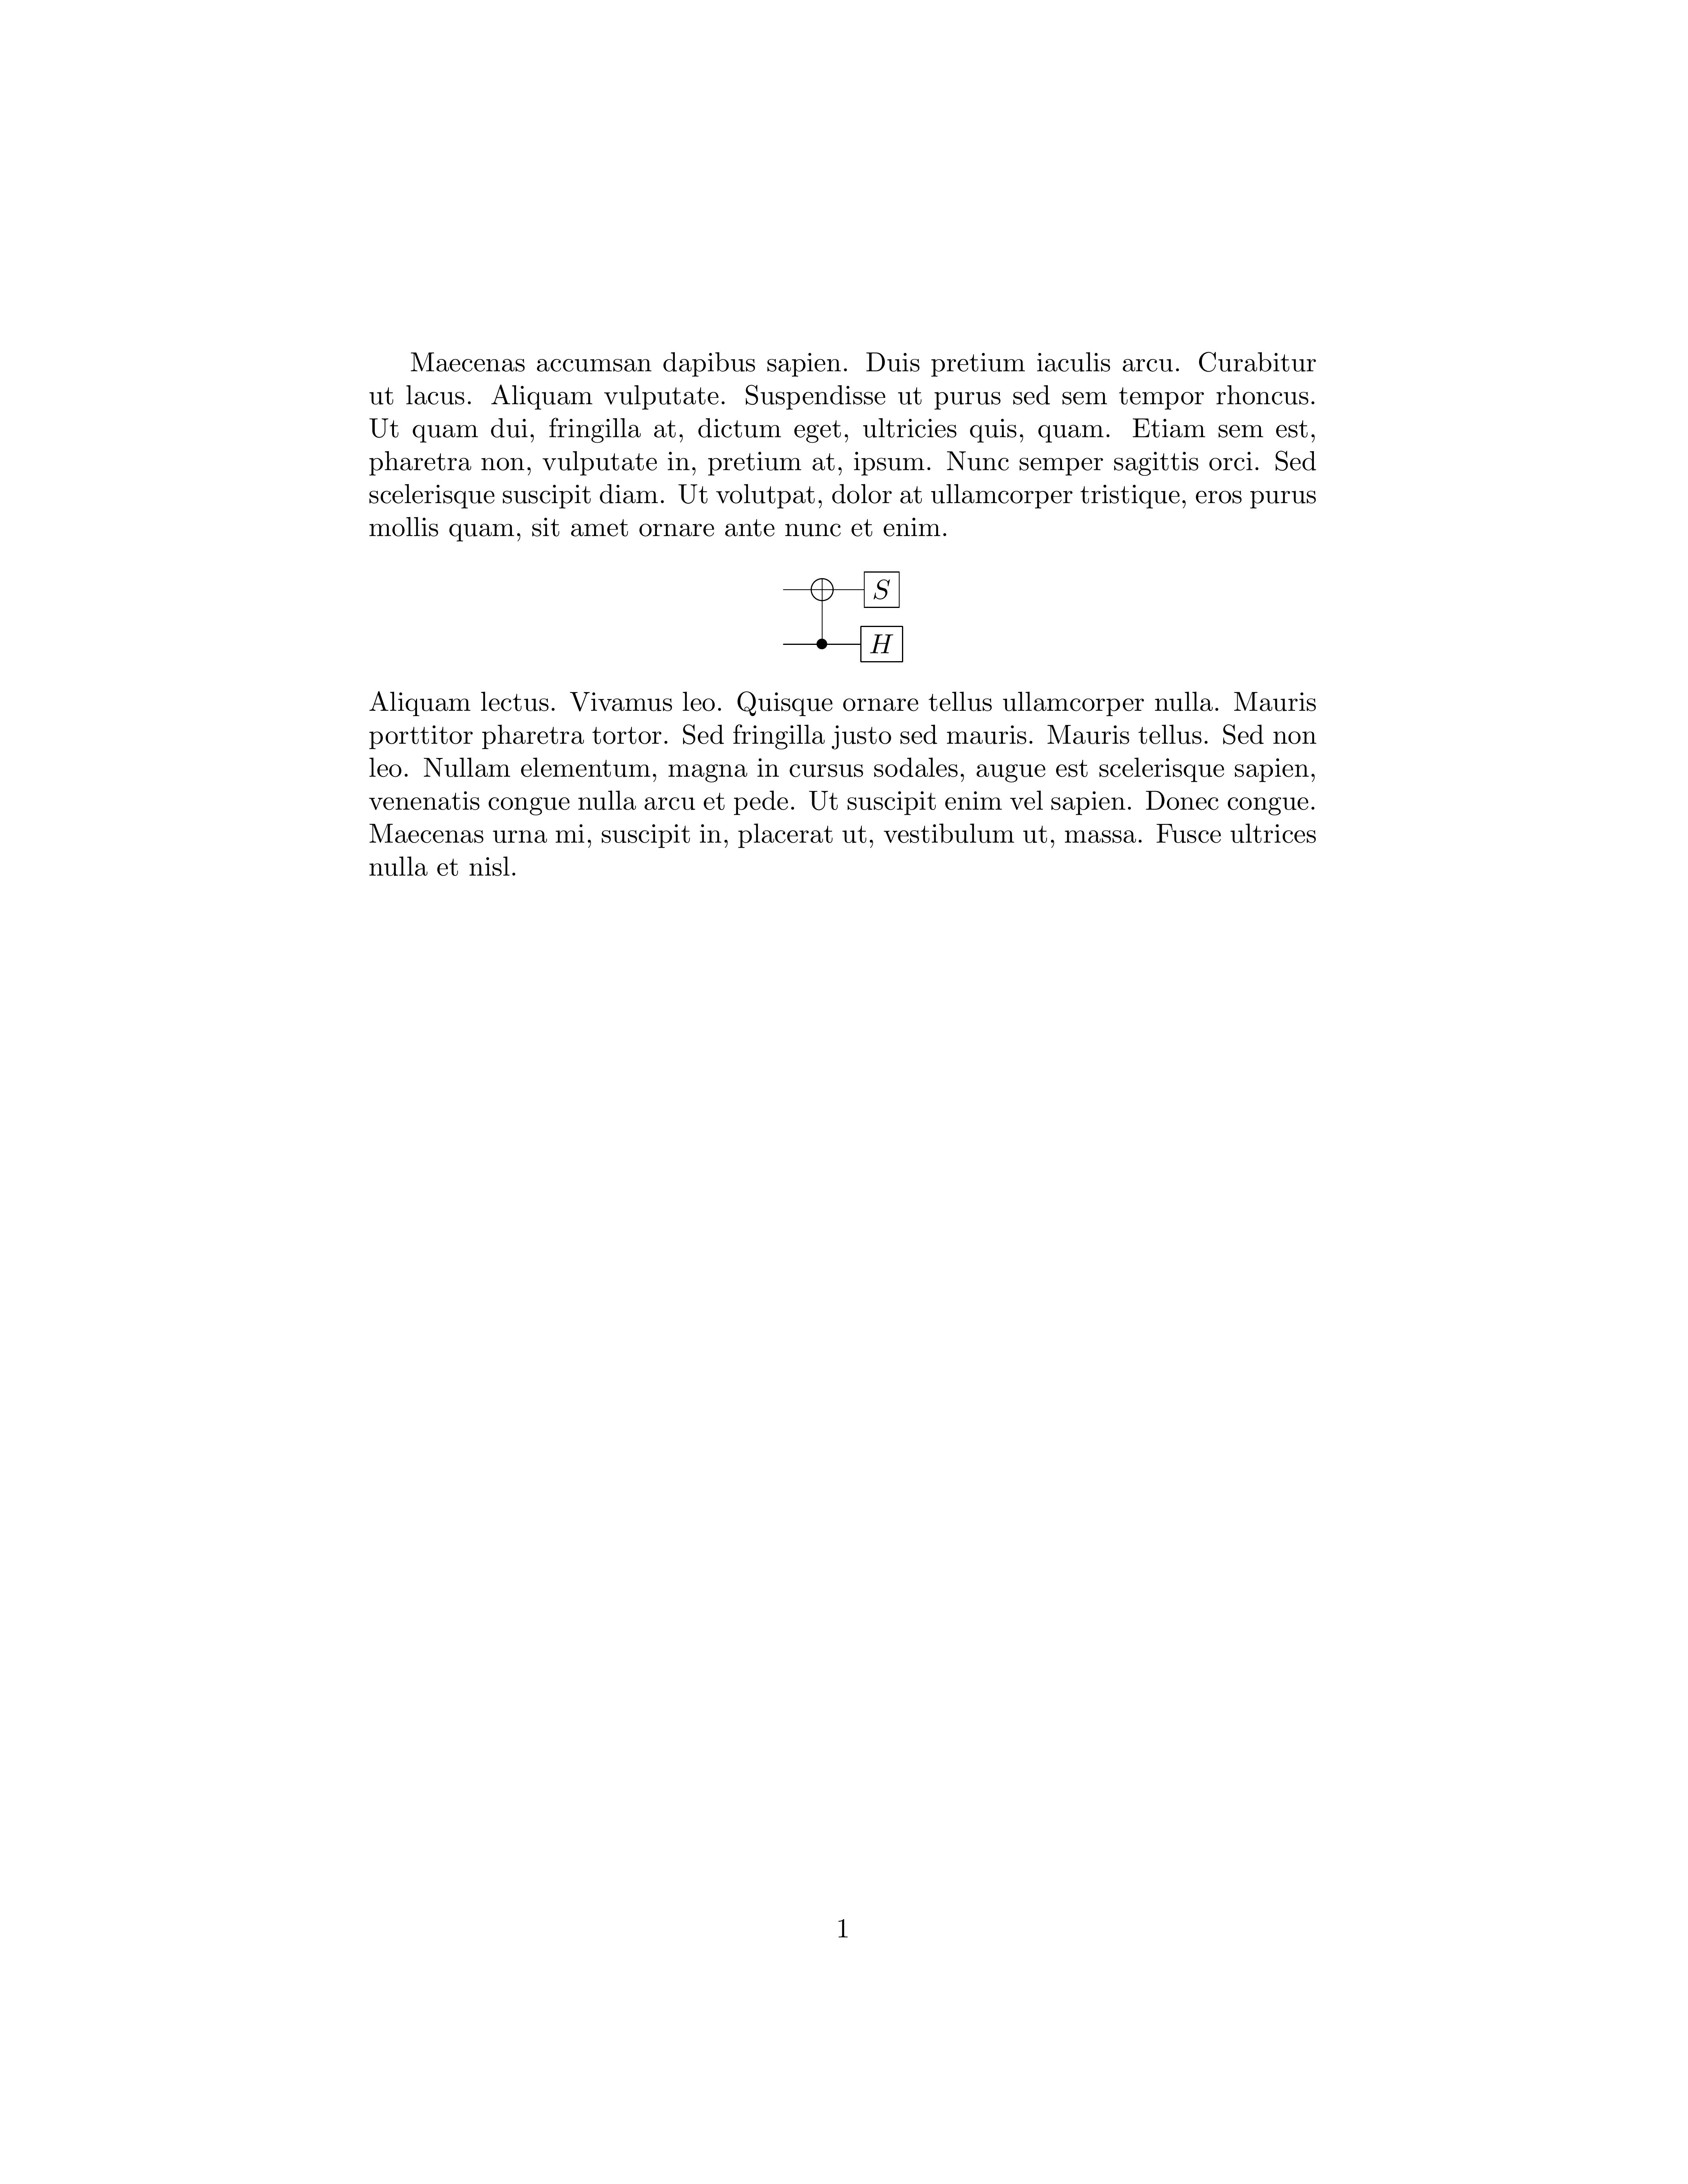 Maecenas accumsan dapibus sapien. Duis pretium iaculis arcu. Curabitur
ut lacus. Aliquam vulputate. Suspendisse ut purus sed sem tempor rhoncus.
Ut quam dui, fringilla at, dictum eget, ultricies quis, quam. Etiam sem est,
pharetra non, vulputate in, pretium at, ipsum. Nunc semper sagittis orci. Sed
scelerisque suscipit diam. Ut volutpat, dolor at ullamcorper tristique, eros purus
mollis quam, sit amet ornare ante nunc et enim.
S
H
Aliquam lectus. Vivamus leo. Quisque ornare tellus ullamcorper nulla. Mauris
porttitor pharetra tortor. Sed fringilla justo sed mauris. Mauris tellus. Sed non
leo. Nullam elementum, magna in cursus sodales, augue est scelerisque sapien,
venenatis congue nulla arcu et pede. Ut suscipit enim vel sapien. Donec congue.
Maecenas urna mi, suscipit in, placerat ut, vestibulum ut, massa. Fusce ultrices
nulla et nisl.
1